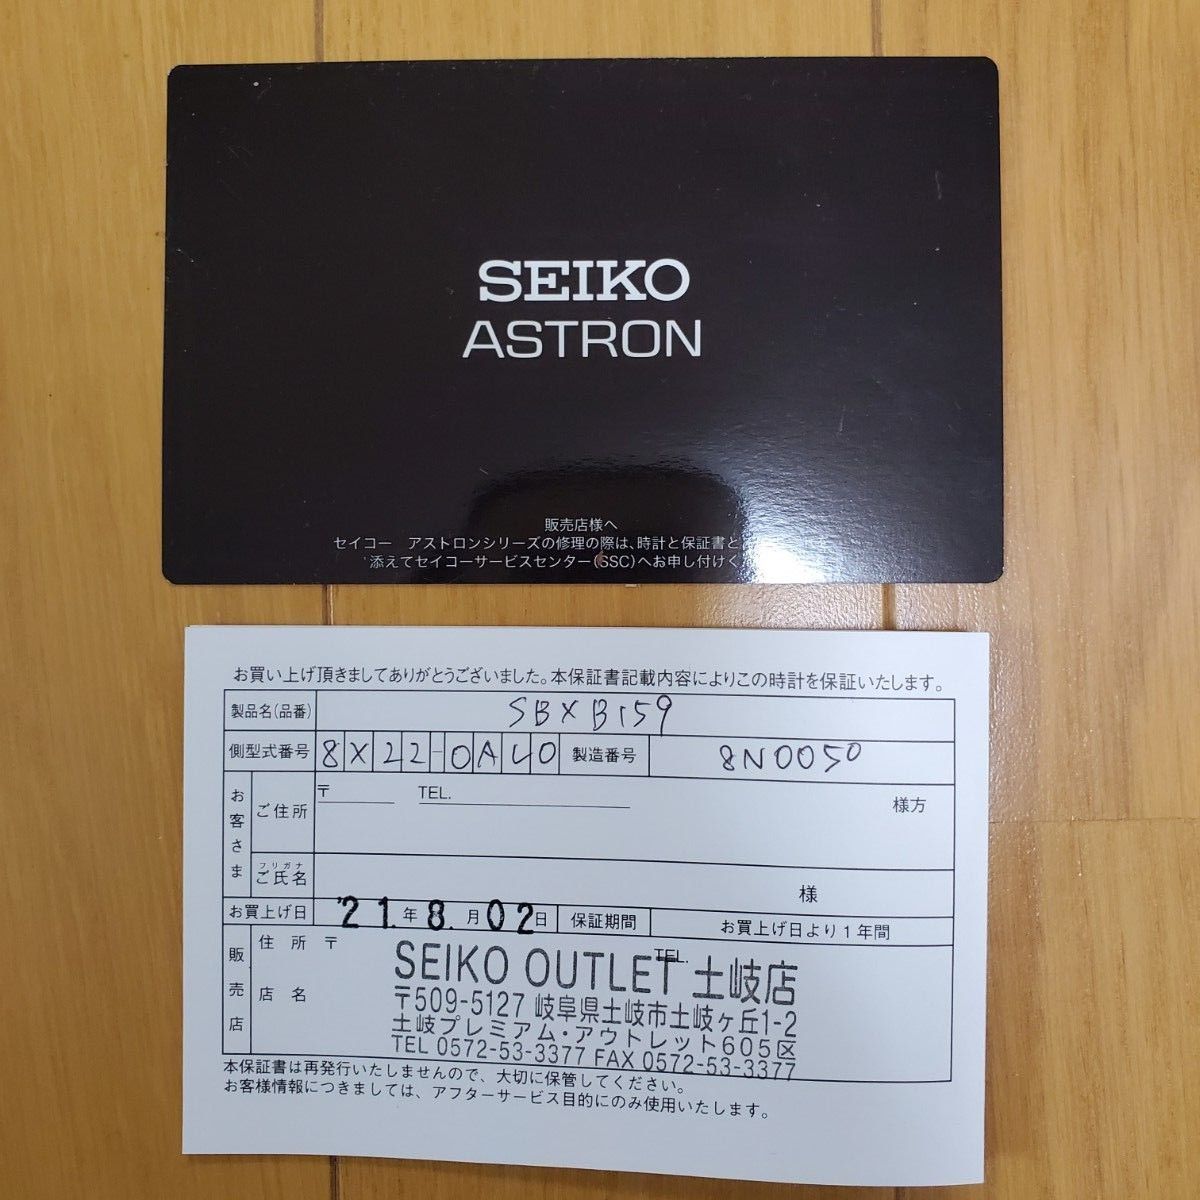 SEIKO
ASTRON
販売店様へ
セイコー　アストロンシリーズの修理の際は、時計と保証書と
添えてセイコーサービスセンター(SSC)へお申し付けく
お買い上げ頂きましてありがとうございました。本保証書記載内容によりこの時計を保証いたします。
製品名(品番) SBXB159
側型式番号 8X22-0A40 製造番号 8N0050
お客さま
ご住所 〒 TEL. 様方
フリガナ
ご氏名 様
お買上げ日 '21.年 8.月 02日 保証期間 お買上げ日より1年間
販売店
住所 〒 TEL.
店名
SEIKO OUTLET 土岐店
〒509-5127 岐阜県土岐市土岐ヶ丘1-2
土岐プレミアム・アウトレット605区
TEL 0572-53-3377 FAX 0572-53-3377
本保証書は再発行いたしませんので、大切に保管してください。
お客様情報につきましては、アフターサービス目的にのみ使用いたします。